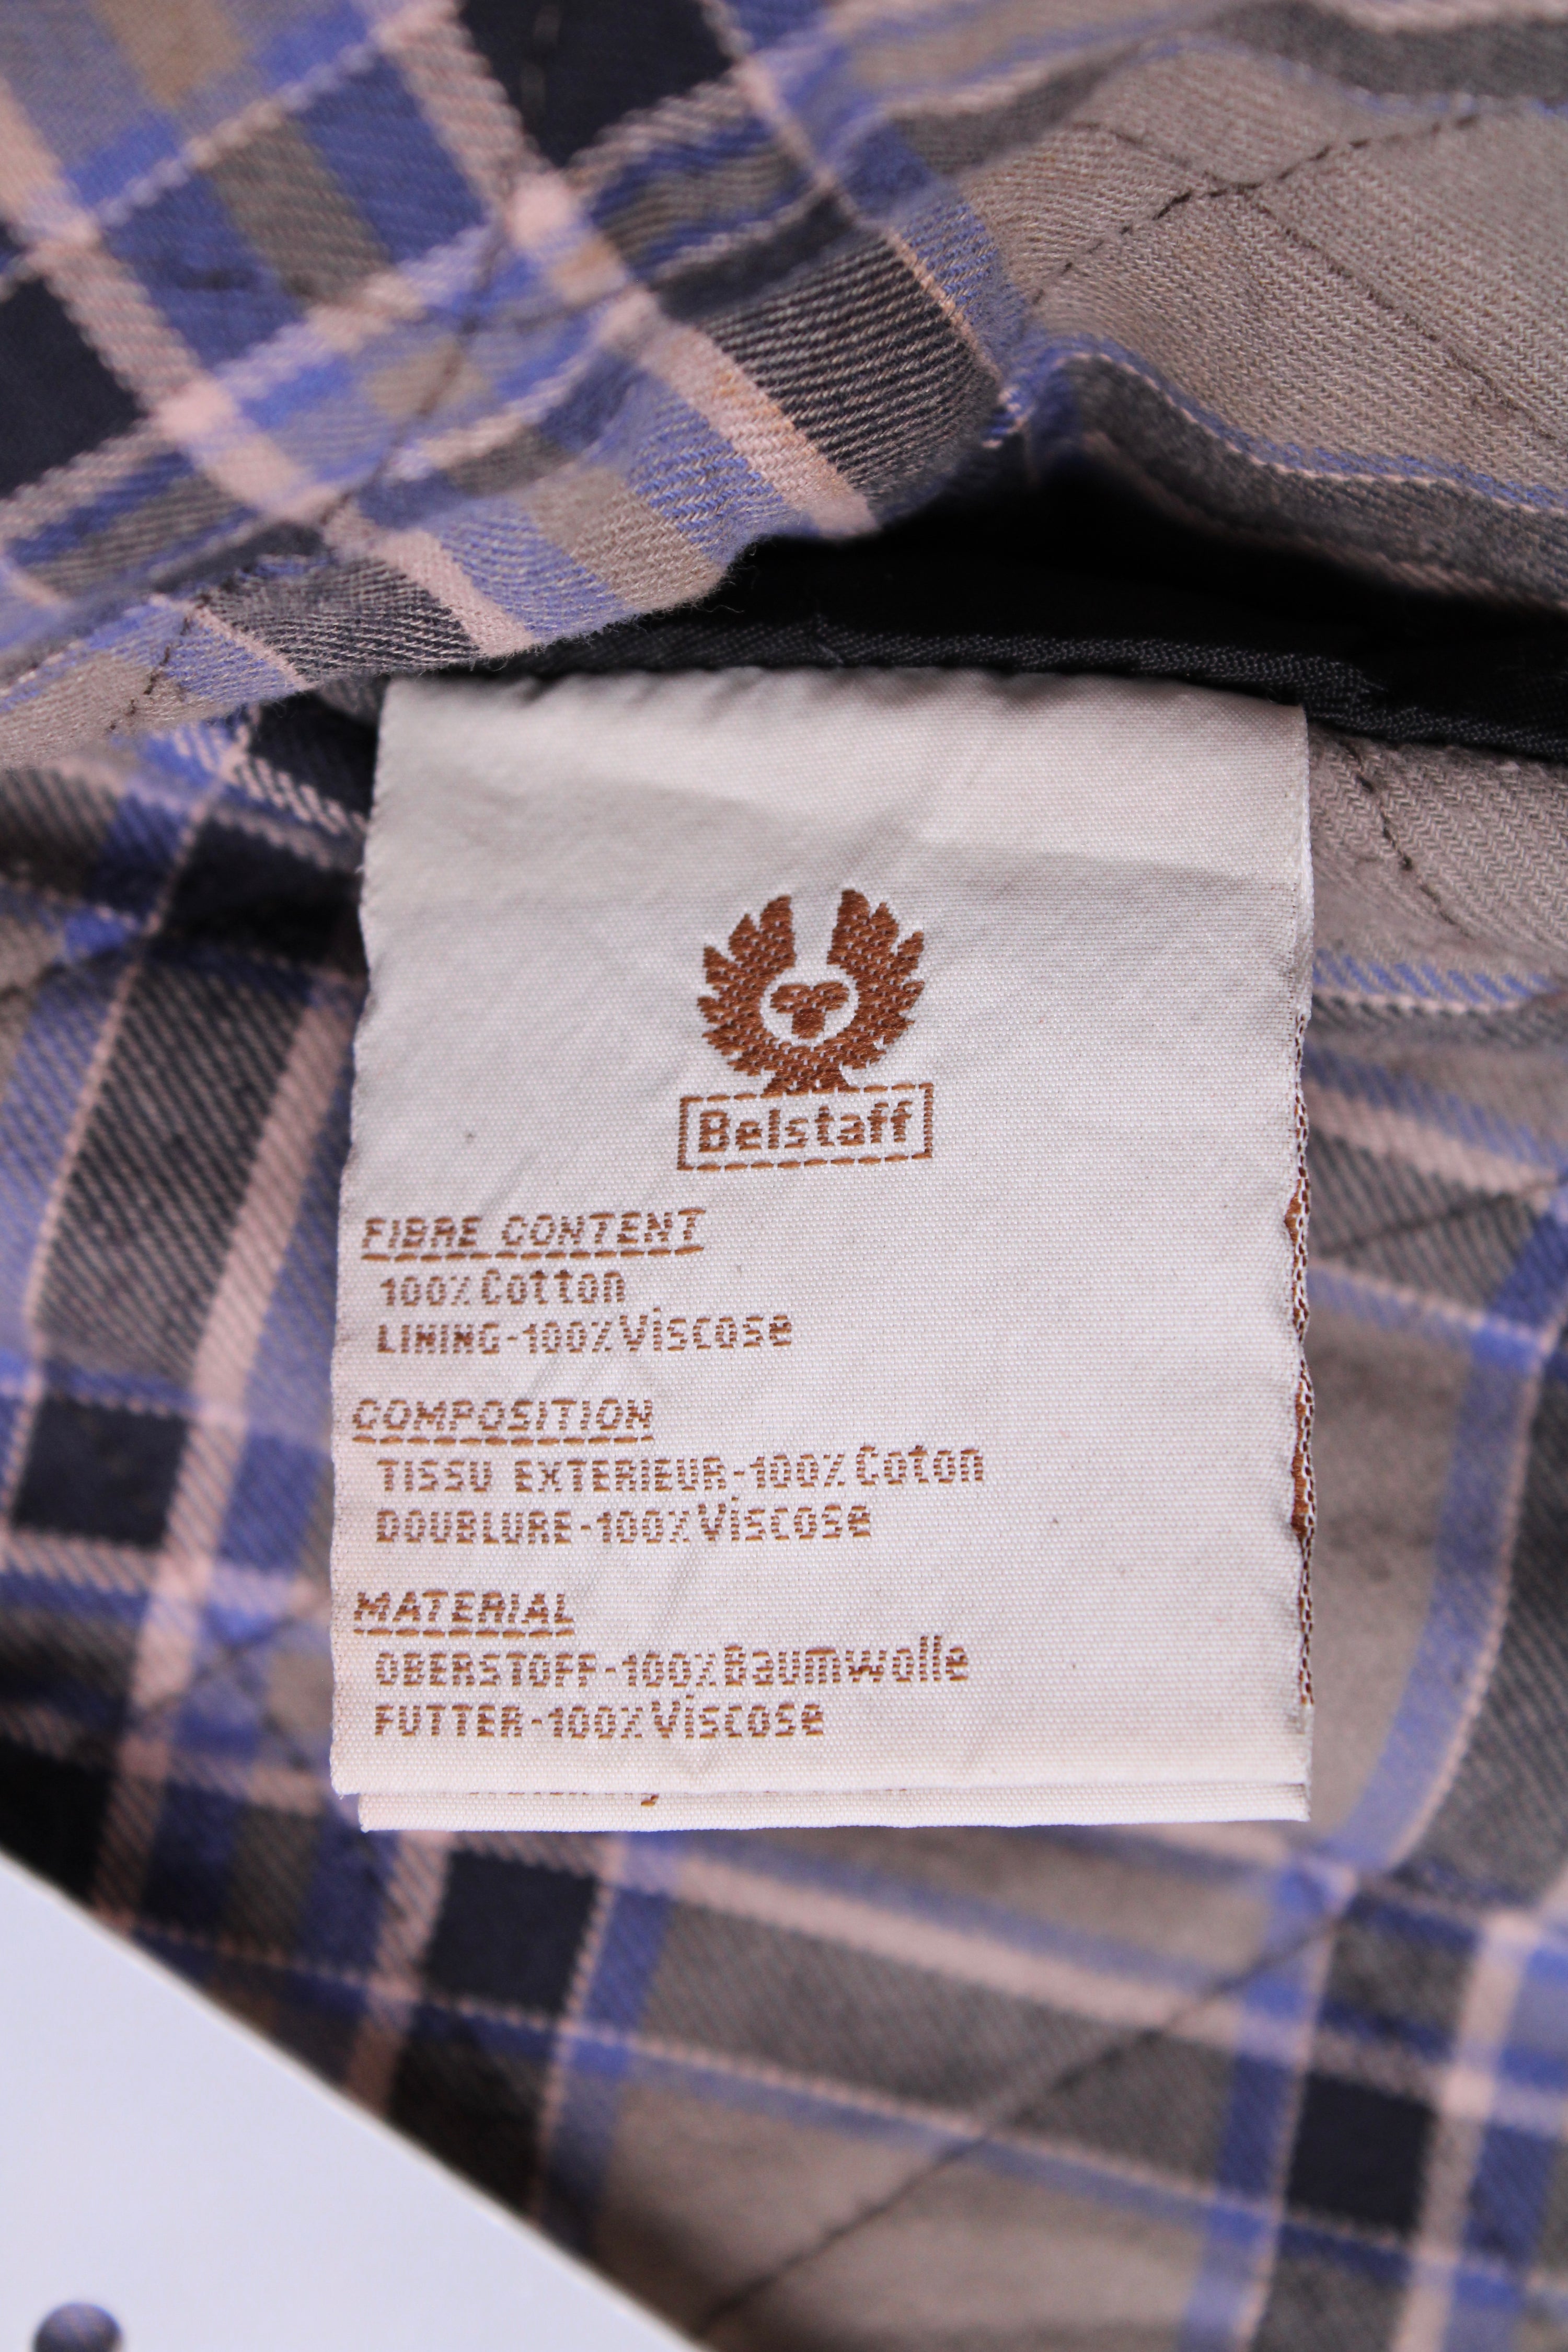 Belstaff
FIBRE CONTENT
100% Cotton
LINING-100% Viscose
COMPOSITION
TISSU EXTERIEUR-100% Coton
DOUBLURE-100% Viscose
MATERIAL
OBERSTOFF-100% Baumwolle
FUTTER-100% Viscose